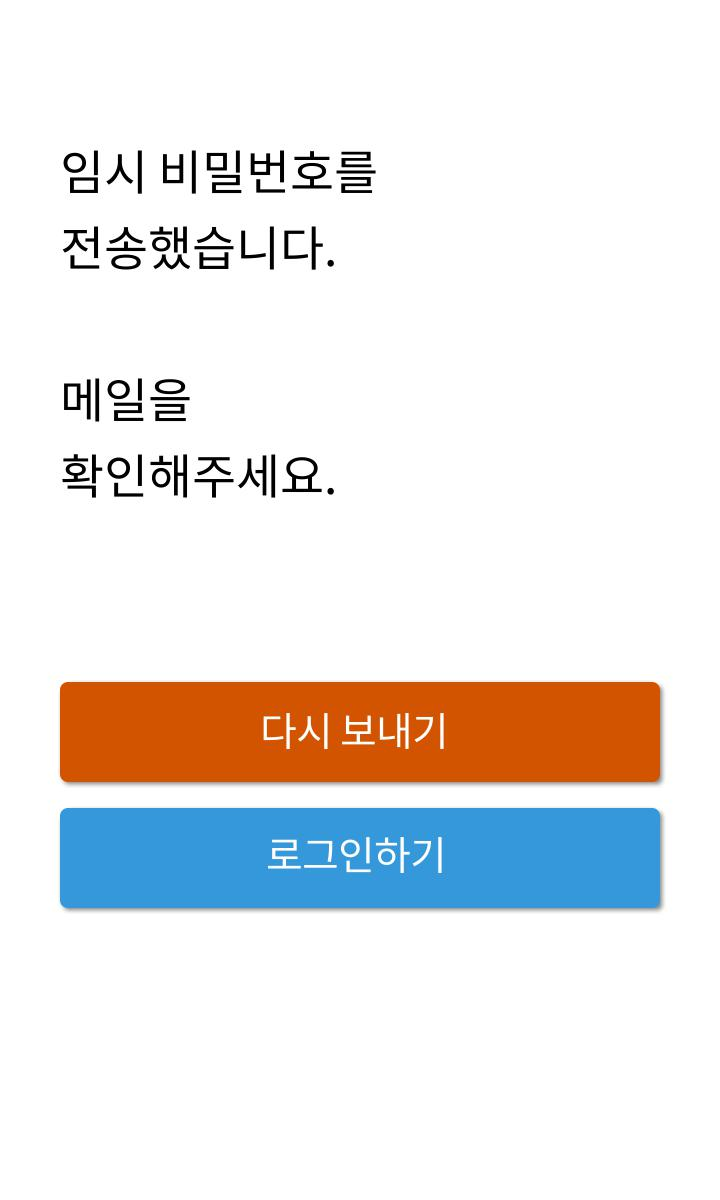 임시 비밀번호를
전송했습니다.
메일을
확인해주세요.
다시 보내기
로그인하기